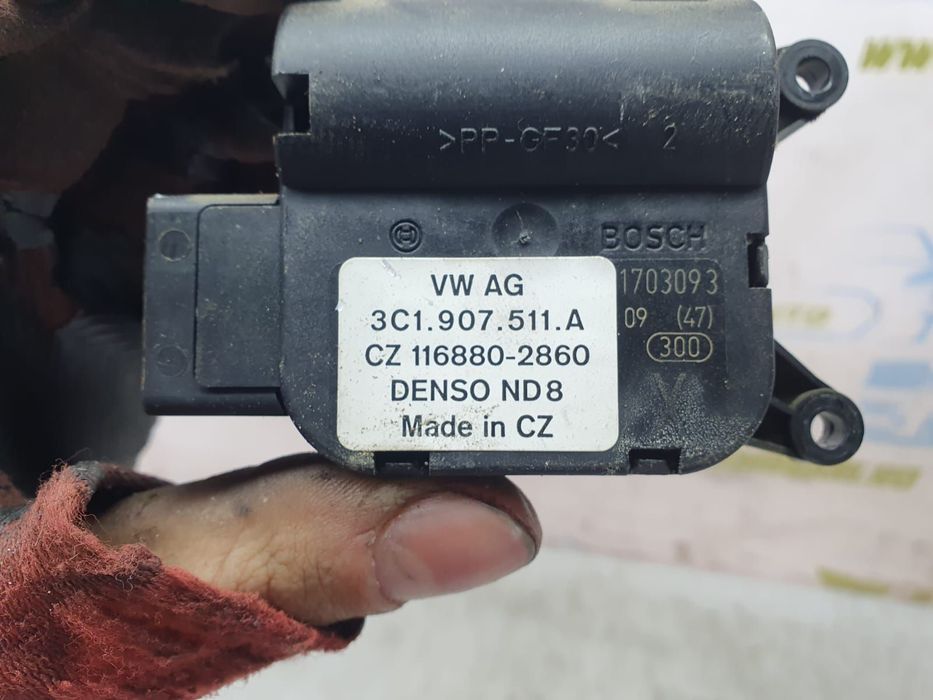 >PP-GF30< 2
BOSCH
VW AG
3C1.907.511.A
CZ 116880-2860
DENSO ND8
Made in CZ
1703093
09 (47)
300